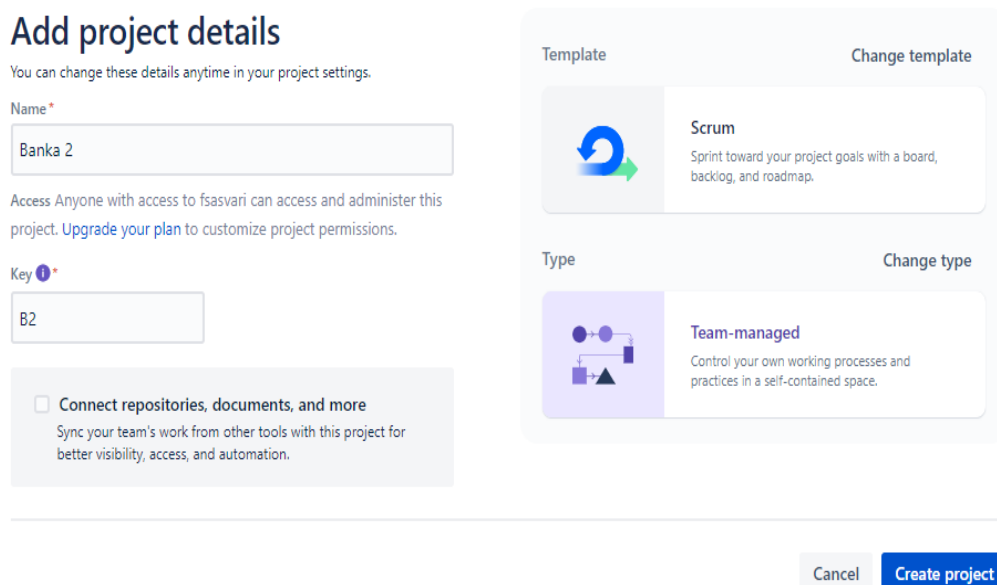 Add project details
You can change these details anytime in your project settings.
Name *
Banka 2
Access Anyone with access to fsasvari can access and administer this
project. Upgrade your plan to customize project permissions.
Key i *
B2
Connect repositories, documents, and more
Sync your team's work from other tools with this project for
better visibility, access, and automation.
Template
Change template
Scrum
Sprint toward your project goals with a board,
backlog, and roadmap.
Type
Change type
Team-managed
Control your own working processes and
practices in a self-contained space.
Cancel
Create project